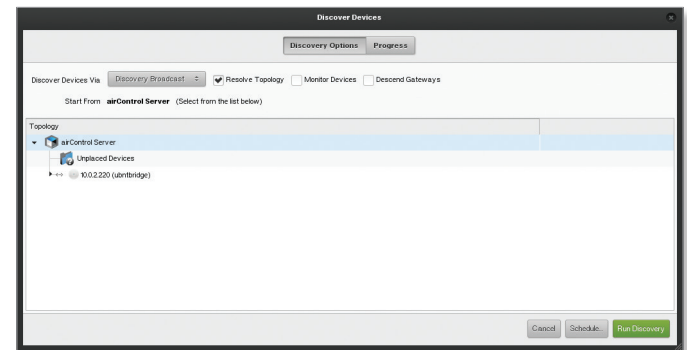 Discover Devices
Discovery Options Progress
Discover Devices Via Discovery Broadcast Resolve Topology Monitor Devices Descend Gateways
Start From airControl Server (Select from the list below)
Topology
airControl Server
Unplaced Devices
10.0.2.220 (ubntbridge)
Cancel Schedule... Run Discovery